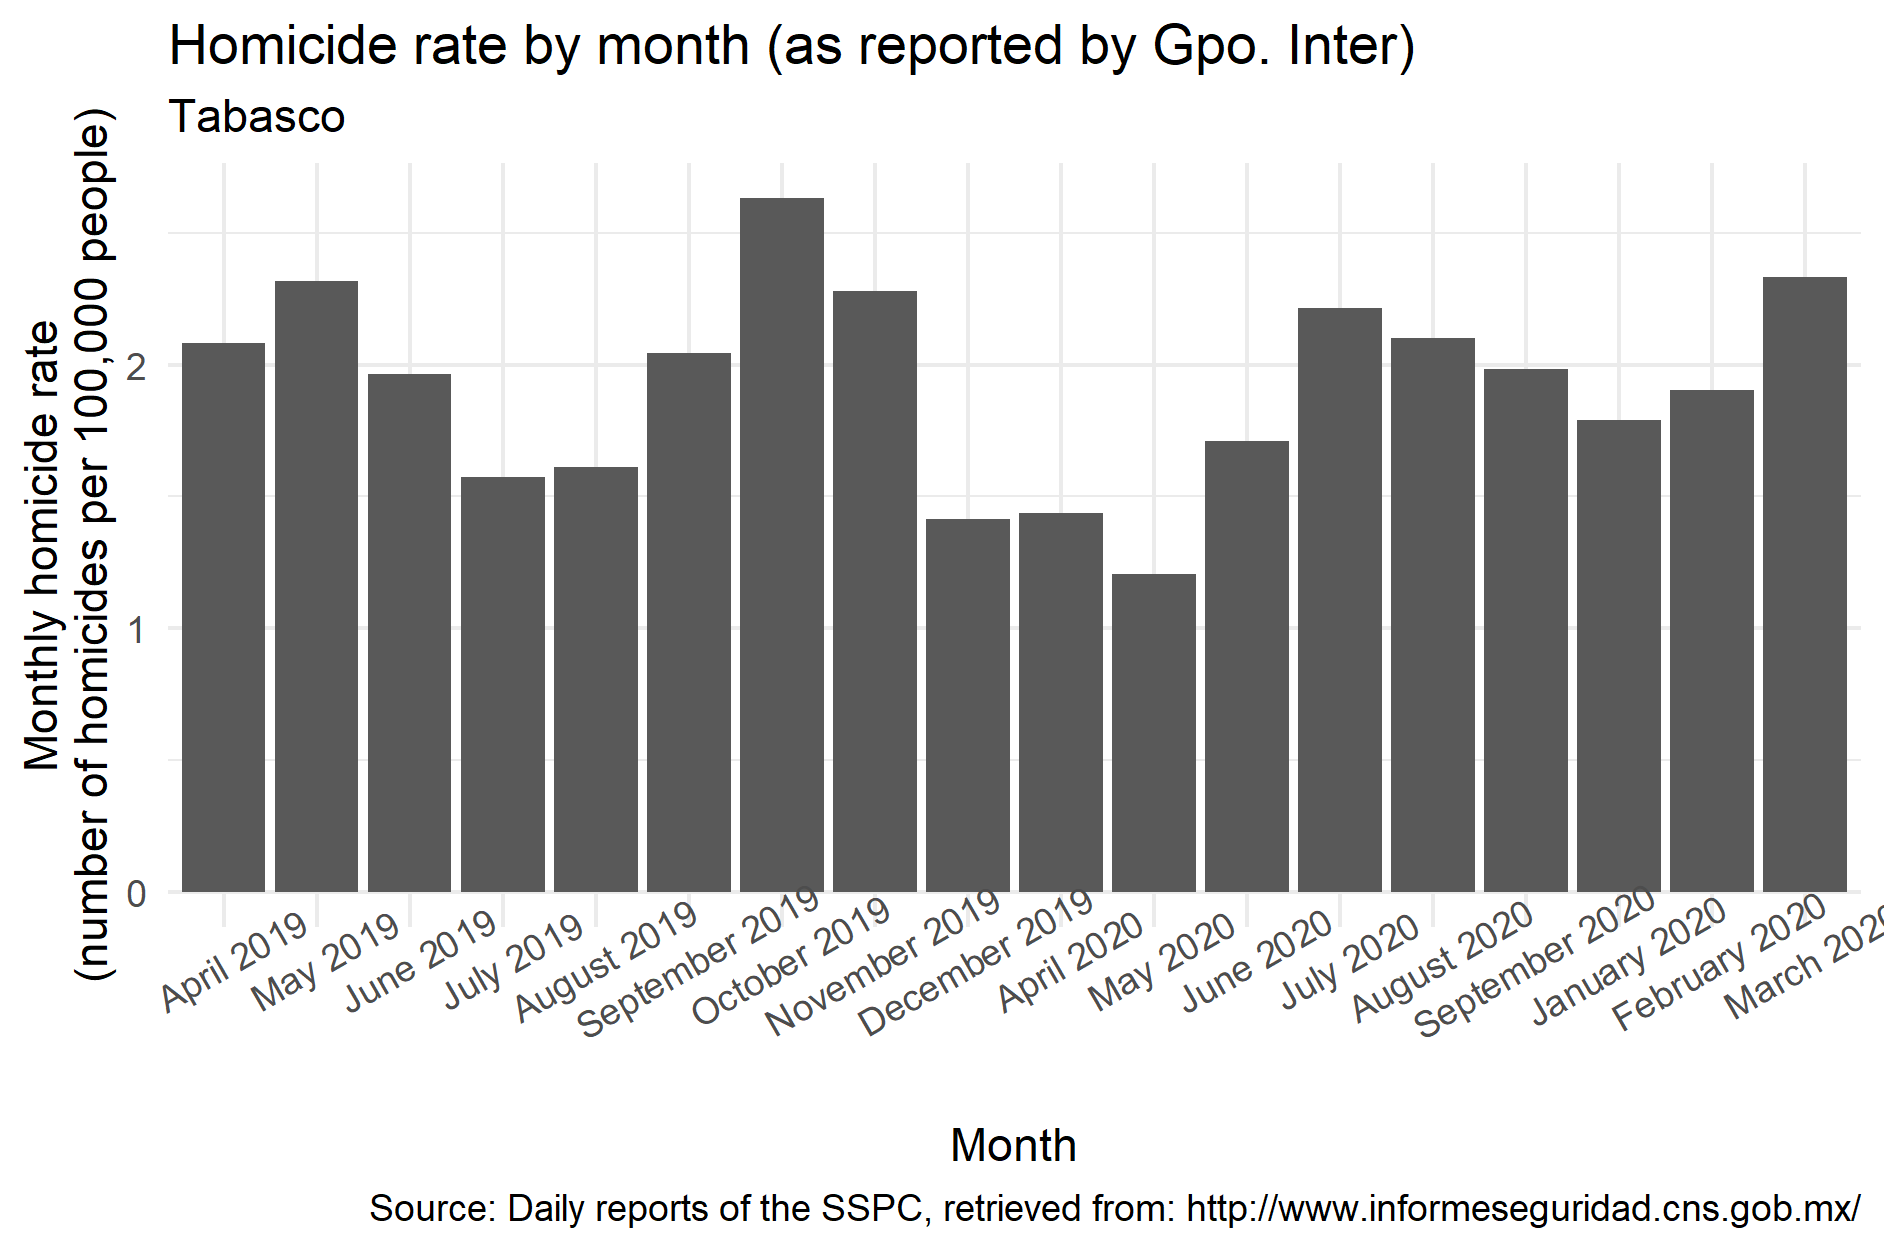 Homicide rate by month (as reported by Gpo. Inter)
Tabasco
Monthly homicide rate
(number of homicides per 100,000 people)
2
1
0
April 2019
May 2019
June 2019
July 2019
August 2019
September 2019
October 2019
November 2019
December 2019
April 2020
May 2020
June 2020
July 2020
August 2020
September 2020
January 2020
February 2020
March 2020
Month
Source: Daily reports of the SSPC, retrieved from: http://www.informeseguridad.cns.gob.mx/